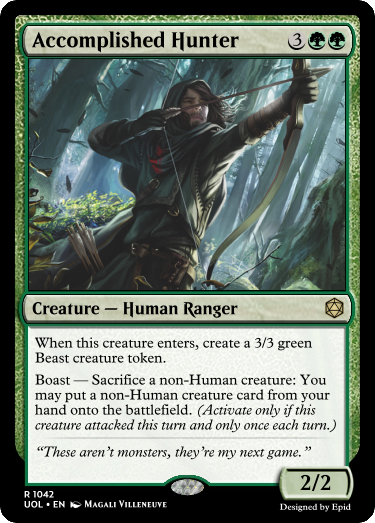 Accomplished Hunter 3
Creature — Human Ranger
When this creature enters, create a 3/3 green
Beast creature token.
Boast — Sacrifice a non-Human creature: You
may put a non-Human creature card from your
hand onto the battlefield. (Activate only if this
creature attacked this turn and only once each turn.)
“These aren’t monsters, they’re my next game.”
2/2
R 1042
UOL • EN Magali Villeneuve
Designed by Epid